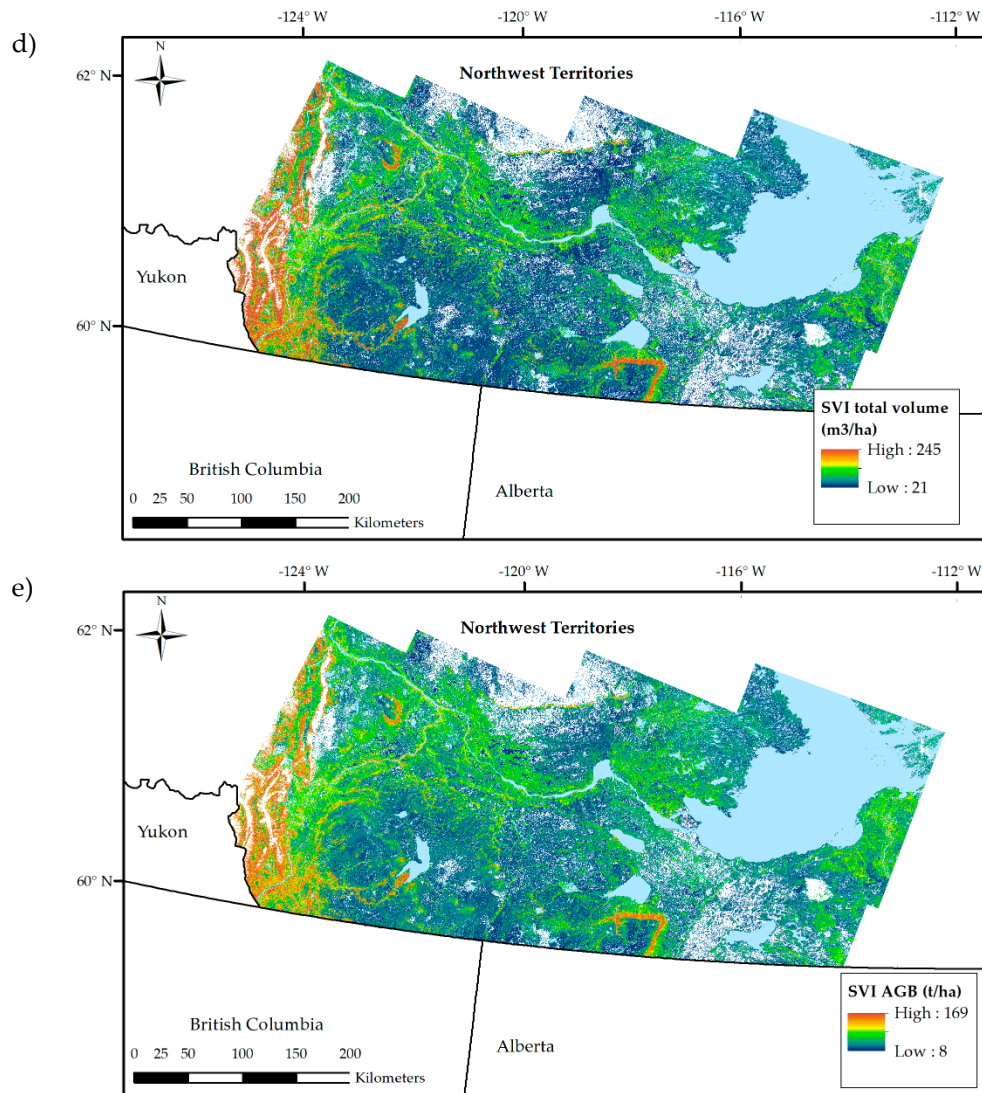 -124° W -120° W -116° W -112° W
d)
N
62° N
Northwest Territories
Yukon
60° N
SVI total volume
(m3/ha)
High : 245
Low : 21
British Columbia
Alberta
0 25 50 100 150 200
Kilometers
-124° W -120° W -116° W -112° W
e)
N
62° N
Northwest Territories
Yukon
60° N
SVI AGB (t/ha)
High : 169
Low : 8
British Columbia
Alberta
0 25 50 100 150 200
Kilometers